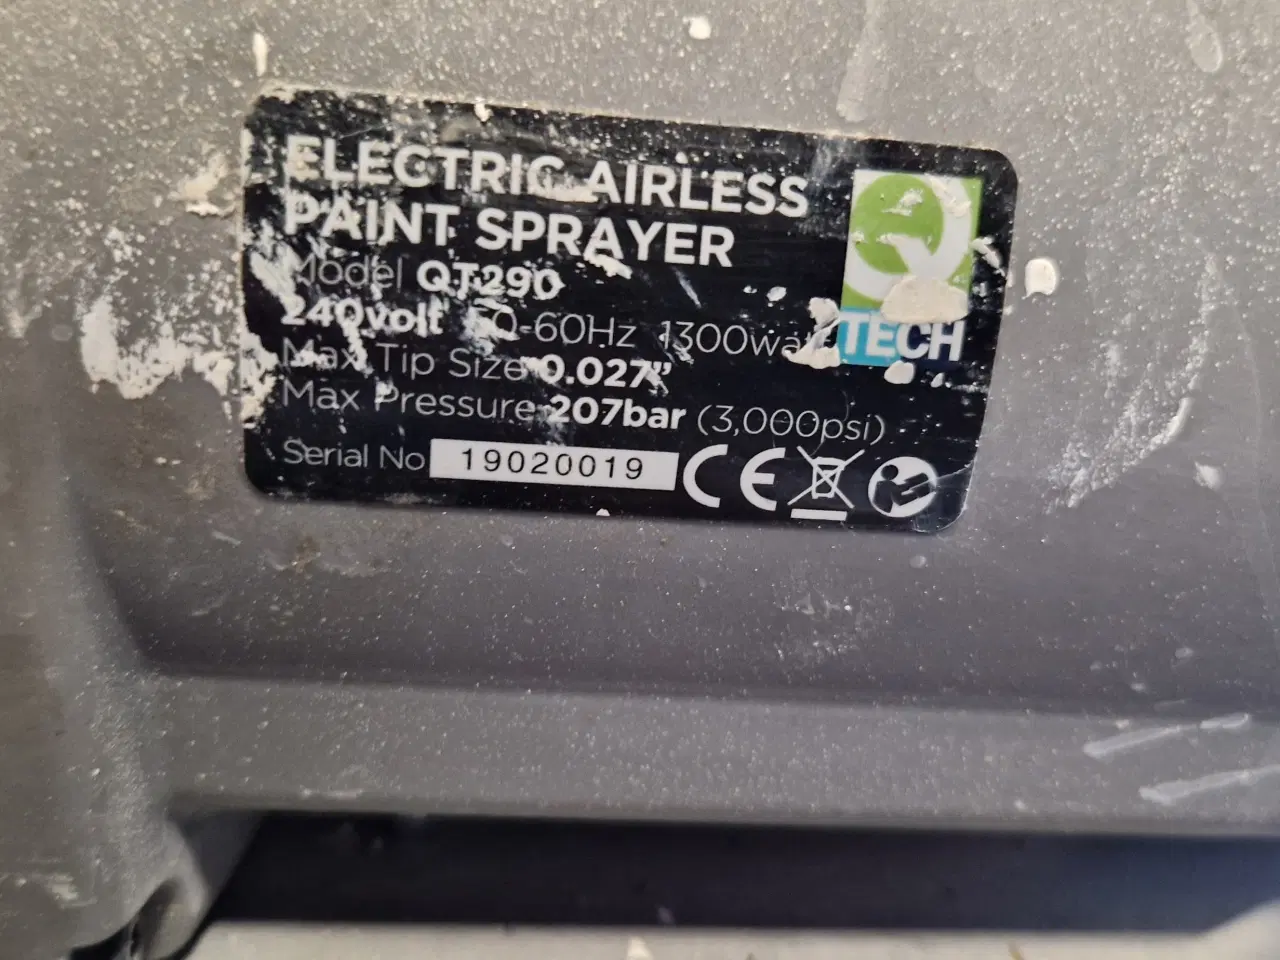 ELECTRIC AIRLESS
PAINT SPRAYER
Model QT290
240volt 50-60Hz 1300watt
Max Tip Size 0.027”
Max Pressure 207bar (3,000psi)
Serial No 19020019
CE
Q
TECH